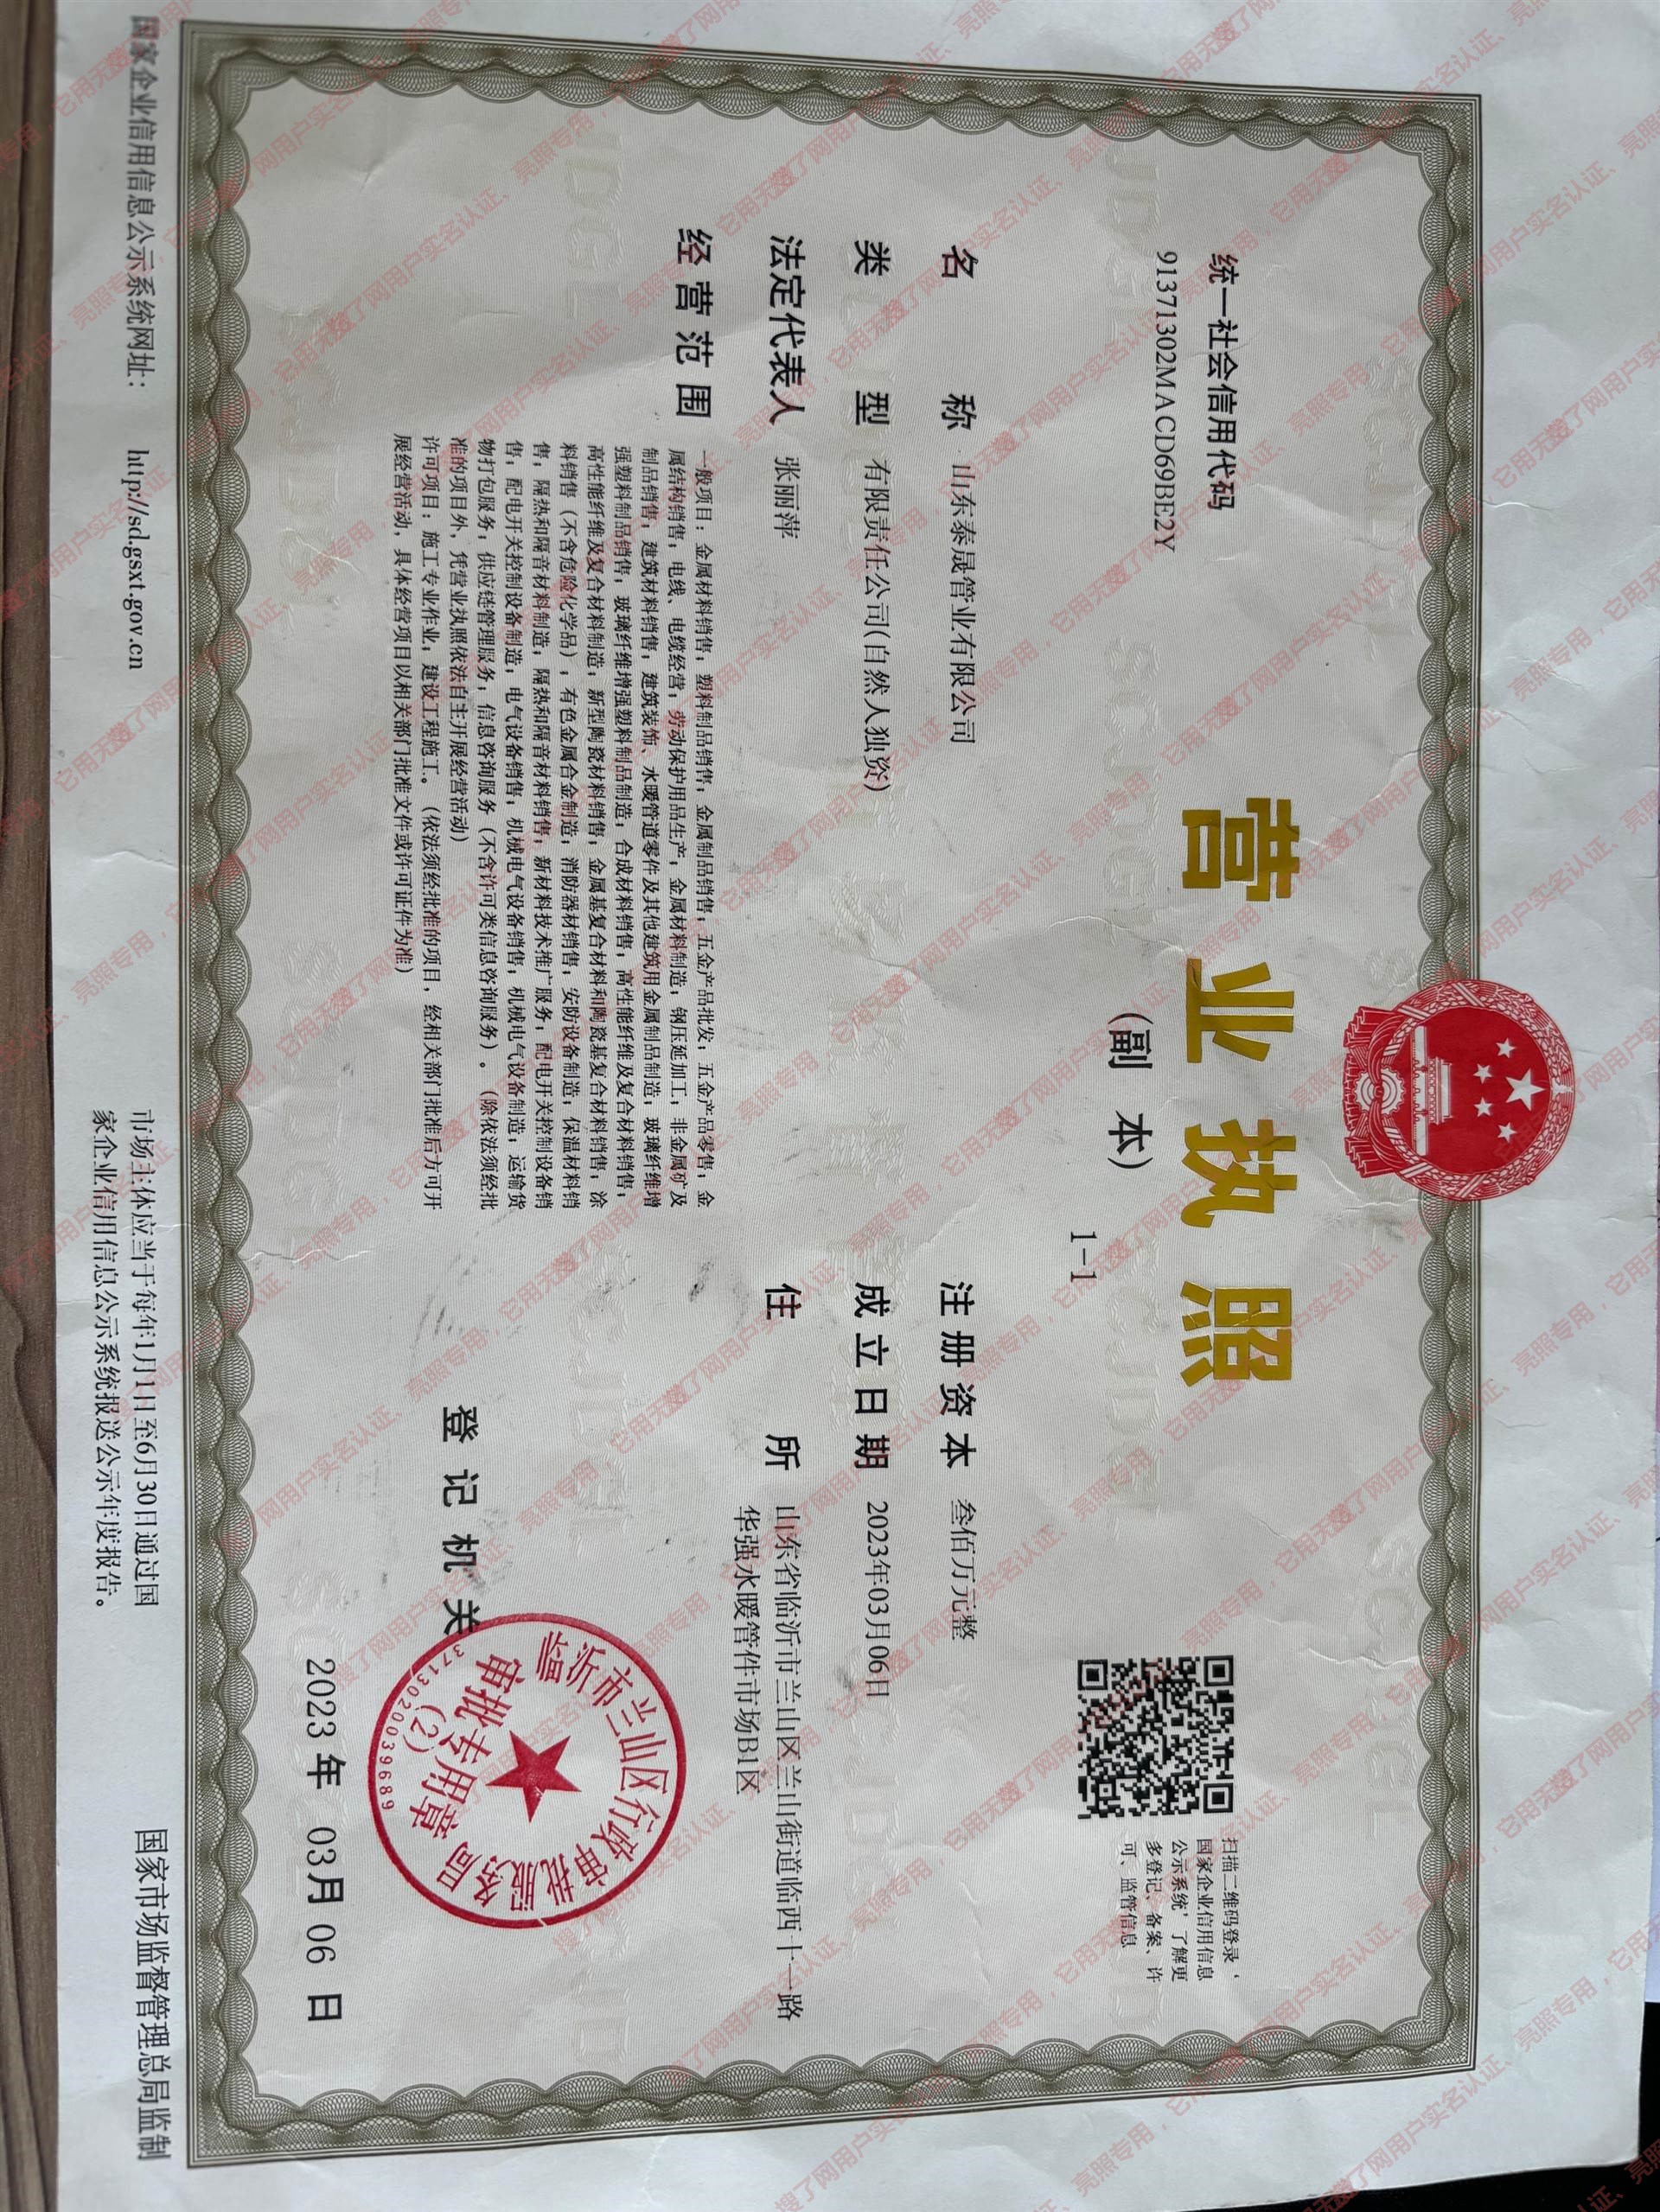 营业执照
(副 本)
1-1
统一社会信用代码
91371302MACD69BE2Y
扫描二维码登录‘
国家企业信用信息
公示系统’了解更
多登记、备案、许
可、监管信息
名 称 山东泰晟管业有限公司
类 型 有限责任公司(自然人独资)
法定代表人 张丽萍
经营范围 一般项目：金属材料销售；塑料制品销售；金属制品销售；五金产品批发；五金产品零售；金
属结构销售；电线、电缆经营；劳动保护用品生产；金属材料制造；钢压延加工；非金属矿及
制品销售；建筑材料销售；建筑装饰、水暖管道零件及其他建筑用金属制品制造；玻璃纤维增
强塑料制品销售；玻璃纤维增强塑料制品制造；合成材料销售；高性能纤维及复合材料销售；
高性能纤维及复合材料制造；新型陶瓷材料销售；金属基复合材料和陶瓷基复合材料销售；涂
料销售（不含危险化学品）；有色金属合金制造；消防器材销售；安防设备制造；保温材料销
售；隔热和隔音材料制造；隔热和隔音材料销售；新材料技术推广服务；配电开关控制设备销
售；配电开关控制设备制造；电气设备销售；机械电气设备销售；机械电气设备制造；运输货
物打包服务；供应链管理服务；信息咨询服务（不含许可类信息咨询服务）。（除依法须经批
准的项目外，凭营业执照依法自主开展经营活动）
许可项目：施工专业作业；建设工程施工。（依法须经批准的项目，经相关部门批准后方可开
展经营活动，具体经营项目以相关部门批准文件或许可证件为准）
注册资本 叁佰万元整
成立日期 2023年03月06日
住 所 山东省临沂市兰山区兰山街道临西十一路
华强水暖管件市场B1区
登记机关
临沂市兰山区行政审批服务局
审批专用章
(2)
3713020039689
2023 年 03月 06 日
国家企业信用信息公示系统网址： http://sd.gsxt.gov.cn
市场主体应当于每年1月1日至6月30日通过国
家企业信用信息公示系统报送公示年度报告。
国家市场监督管理总局监制